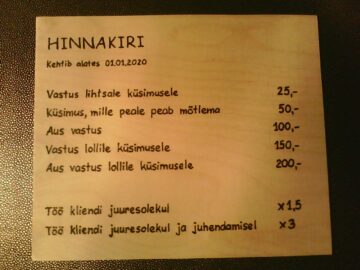 HINNAKIRI
Kehtib alates 01.01.2020
Vastus lihtsale küsimusele 25,-
Küsimus, mille peale peab mõtlema 50,-
Aus vastus 100,-
Vastus lollile küsimusele 150,-
Aus vastus lollile küsimusele 200,-
Töö kliendi juuresolekul x1,5
Töö kliendi juuresolekul ja juhendamisel x3